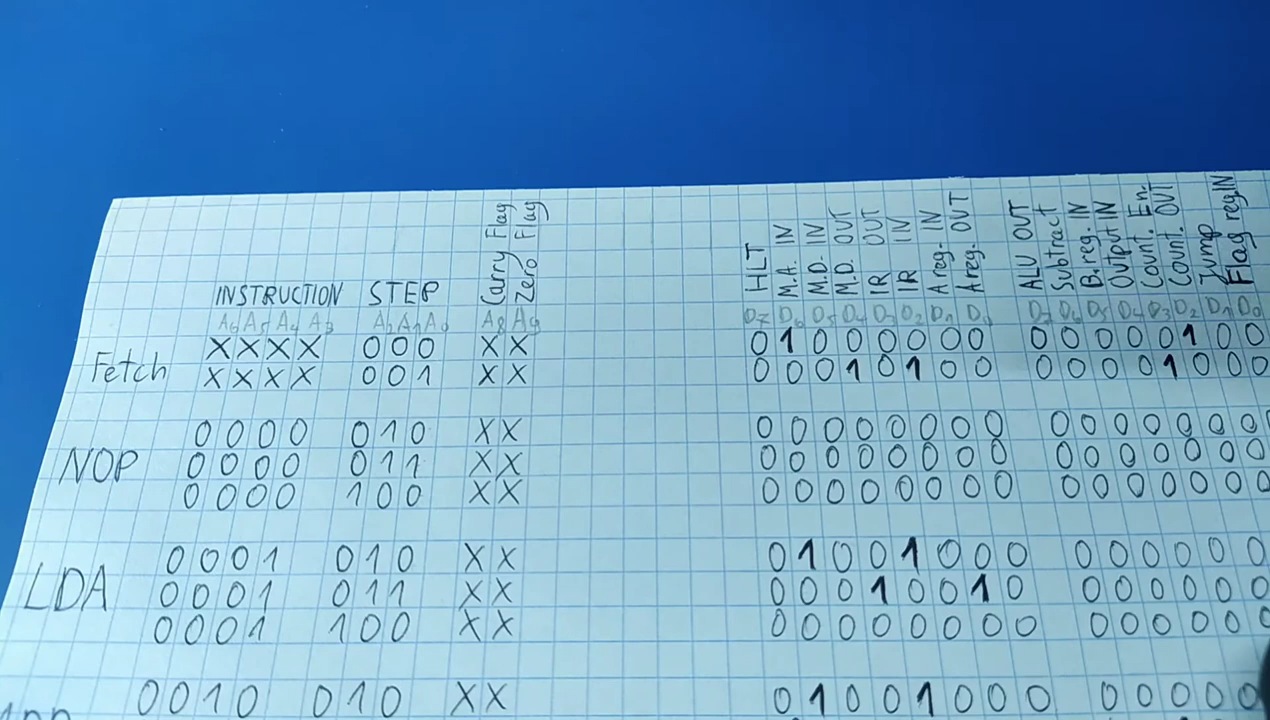 INSTRUCTION STEP Carry Flag Zero Flag HLT M.A. IN M.D. IN M.D. OUT IR OUT IR IN A reg. IN A reg. OUT ALU OUT Subtract B. reg. IN Output IN Count. En. Count. OUT Jump Flag reg IN
A6 A5 A4 A3 A2 A1 A0 A8 A9 D7 D6 D5 D4 D3 D2 D1 D0 D7 D6 D5 D4 D3 D2 D1 D0
X X X X 0 0 0 X X 0 1 0 0 0 0 0 0 0 0 0 0 0 1 0 0
Fetch X X X X 0 0 1 X X 0 0 0 1 0 1 0 0 0 0 0 0 1 0 0 0
0 0 0 0 0 1 0 X X 0 0 0 0 0 0 0 0 0 0 0 0 0 0 0
NOP 0 0 0 0 0 1 1 X X 0 0 0 0 0 0 0 0 0 0 0 0 0 0 0
0 0 0 0 1 0 0 X X 0 0 0 0 0 0 0 0 0 0 0 0 0 0 0
0 0 0 1 0 1 0 X X 0 1 0 0 1 0 0 0 0 0 0 0 0 0
LDA 0 0 0 1 0 1 1 X X 0 0 0 1 0 0 1 0 0 0 0 0 0 0
0 0 0 1 1 0 0 X X 0 0 0 0 0 0 0 0 0 0 0 0 0 0
0 0 1 0 0 1 0 X X 0 1 0 0 1 0 0 0 0 0 0 0 0